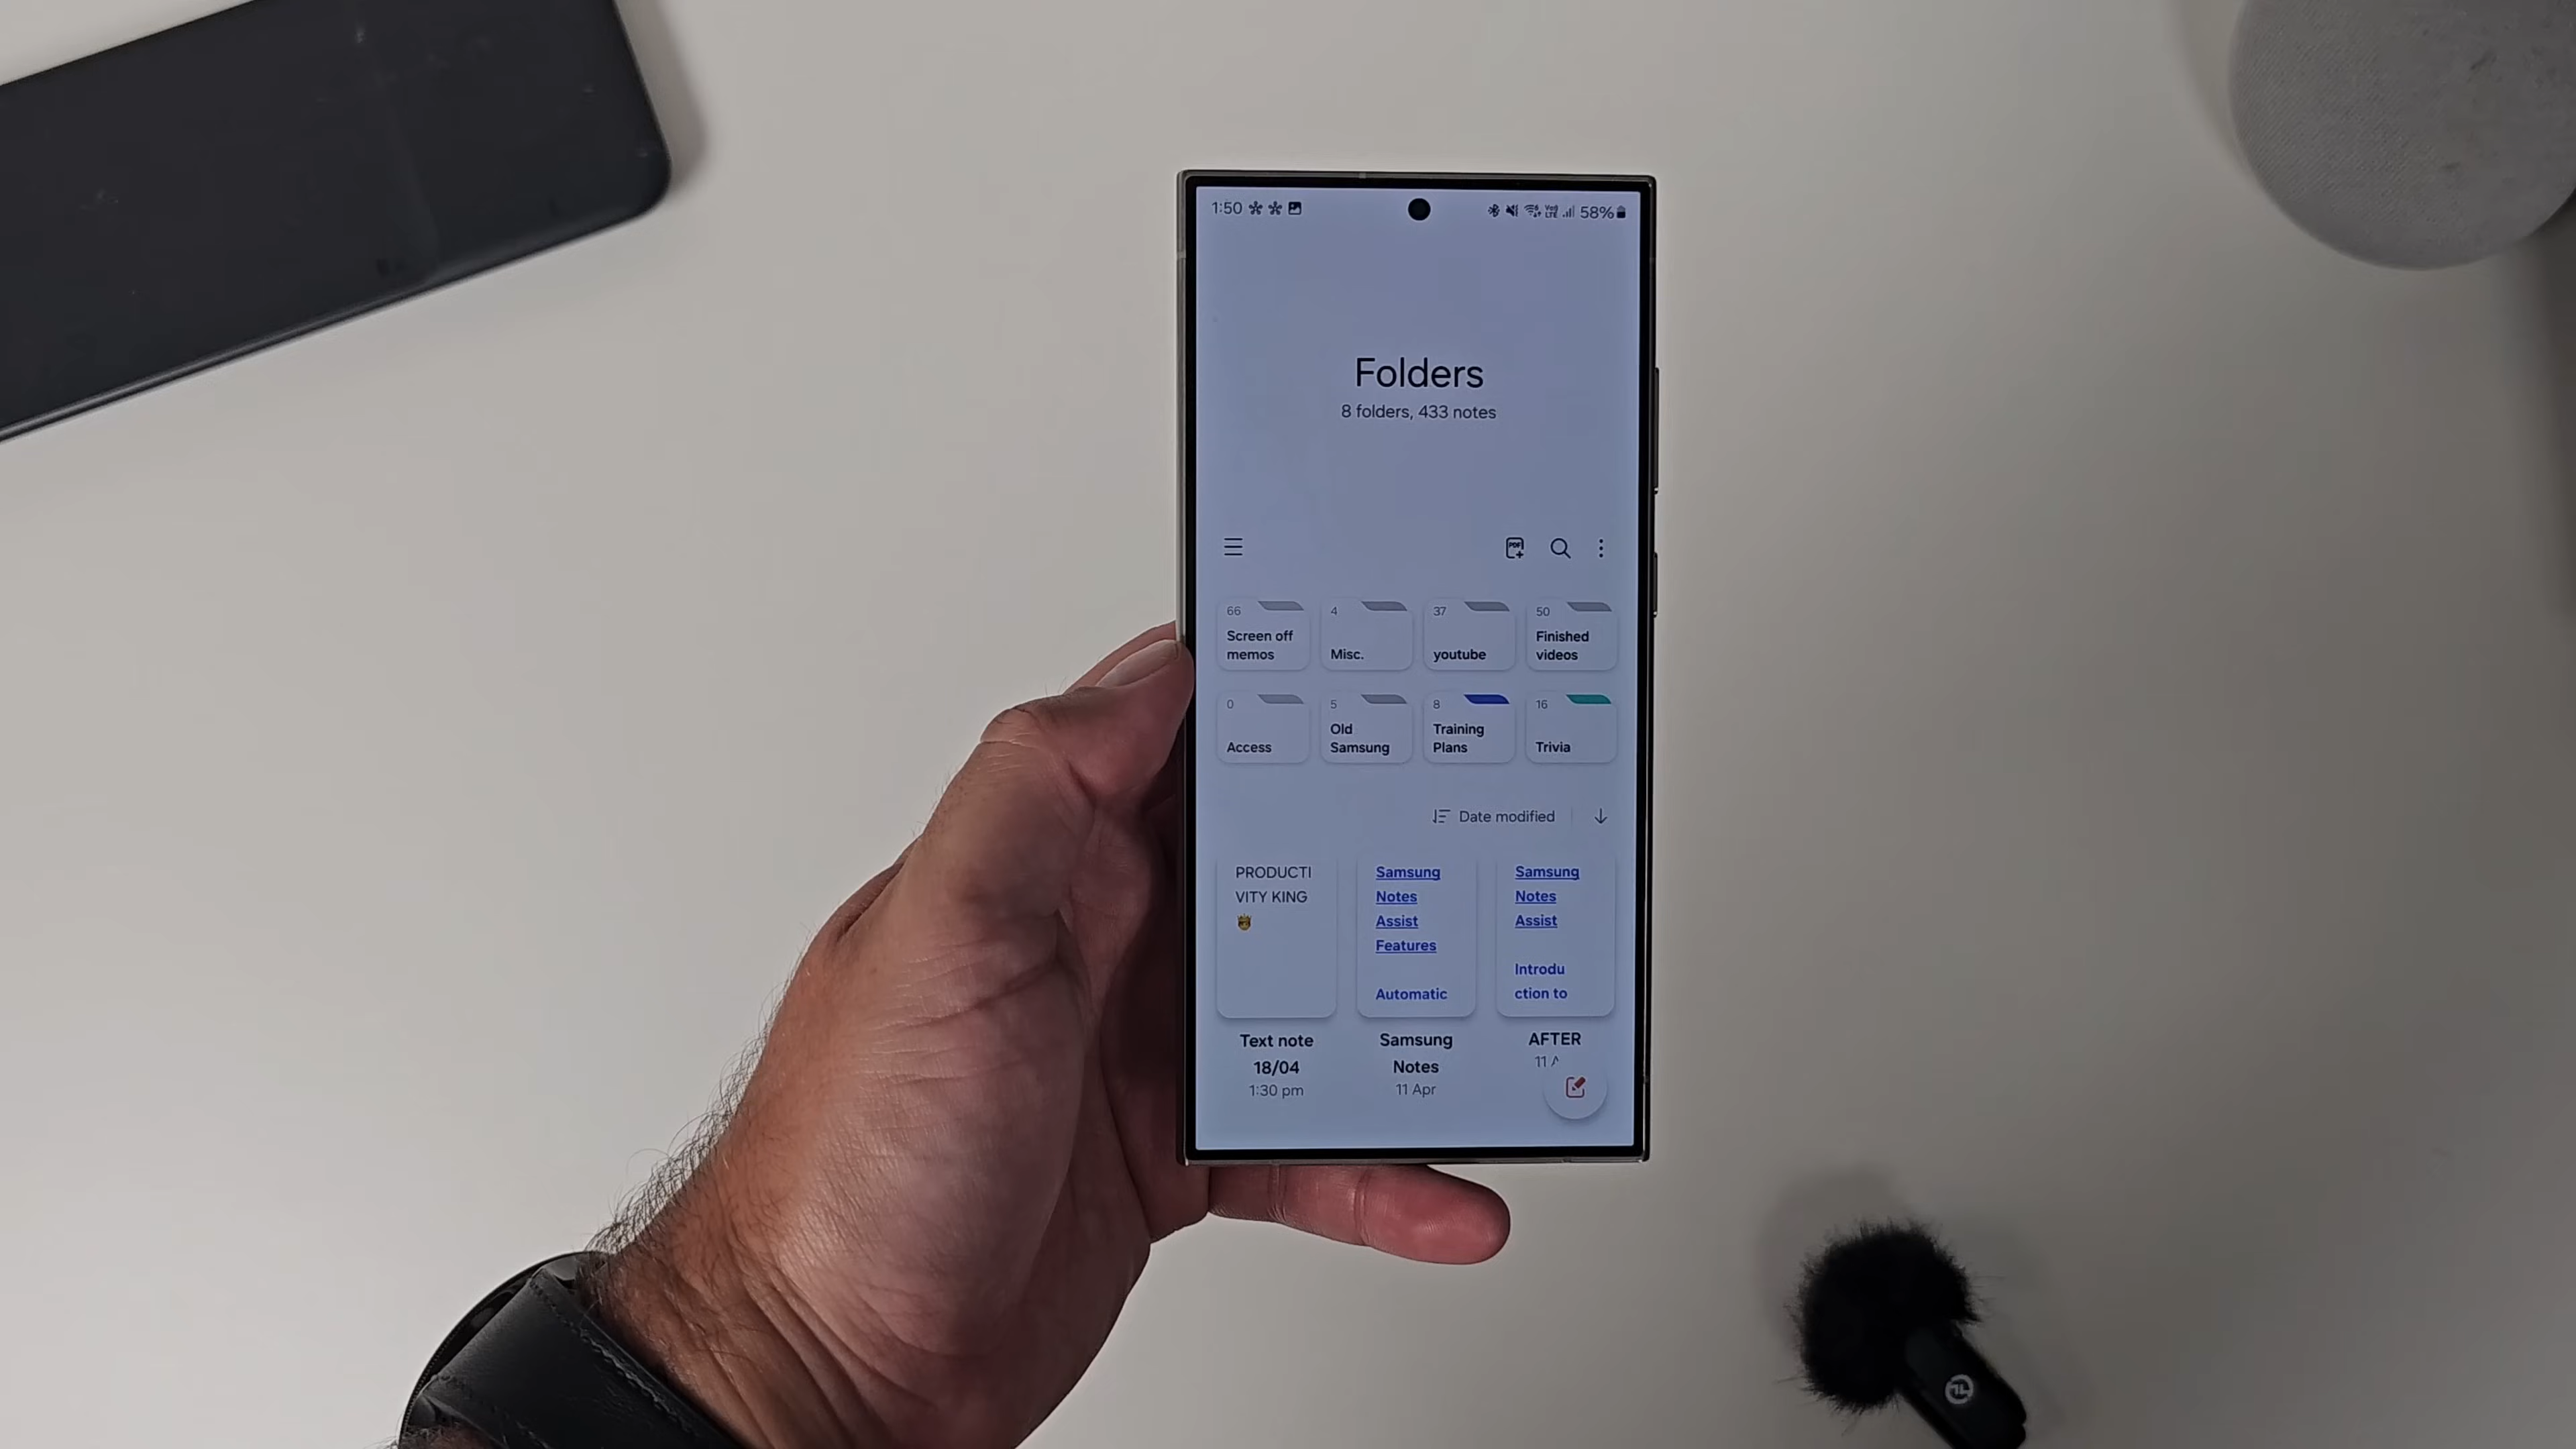 1:50
58%
Folders
8 folders, 433 notes
PDF
66
Screen off
memos
4
Misc.
37
youtube
50
Finished
videos
0
Access
5
Old
Samsung
8
Training
Plans
16
Trivia
Date modified
PRODUCTI
VITY KING
Samsung
Notes
Assist
Features
Automatic
Samsung
Notes
Assist
Introdu
ction to
Text note
18/04
1:30 pm
Samsung
Notes
11 Apr
AFTER
11